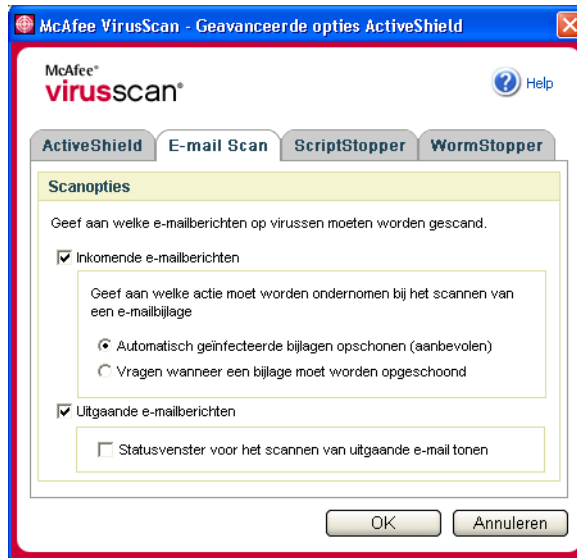 McAfee VirusScan - Geavanceerde opties ActiveShield
McAfee®
virusscan®
Help
ActiveShield
E-mail Scan
ScriptStopper
WormStopper
Scanopties
Geef aan welke e-mailberichten op virussen moeten worden gescand.
Inkomende e-mailberichten
Geef aan welke actie moet worden ondernomen bij het scannen van
een e-mailbijlage
Automatisch geïnfecteerde bijlagen opschonen (aanbevolen)
Vragen wanneer een bijlage moet worden opgeschoond
Uitgaande e-mailberichten
Statusvenster voor het scannen van uitgaande e-mail tonen
OK
Annuleren